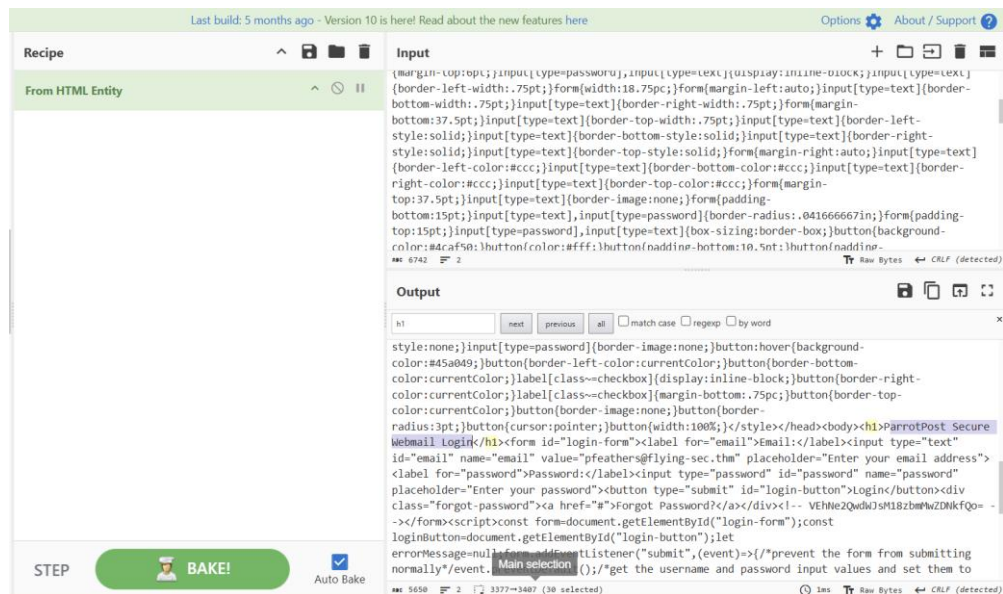 Last build: 5 months ago - Version 10 is here! Read about the new features here
Options
About / Support
Recipe
Input
From HTML Entity
{margin-top:6pt;}input[type=password],input[type=text]{display:inline-block;}input[type=text]
{border-left-width:.75pt;}form{width:18.75pc;}form{margin-left:auto;}input[type=text]{border-
bottom-width:.75pt;}input[type=text]{border-right-width:.75pt;}form{margin-
bottom:37.5pt;}input[type=text]{border-top-width:.75pt;}input[type=text]{border-left-
style:solid;}input[type=text]{border-bottom-style:solid;}input[type=text]{border-right-
style:solid;}input[type=text]{border-top-style:solid;}form{margin-right:auto;}input[type=text]
{border-left-color:#ccc;}input[type=text]{border-bottom-color:#ccc;}input[type=text]{border-
right-color:#ccc;}input[type=text]{border-top-color:#ccc;}form{margin-
top:37.5pt;}input[type=text]{border-image:none;}form{padding-
bottom:15pt;}input[type=text],input[type=password]{border-radius:.041666667in;}form{padding-
top:15pt;}input[type=password],input[type=text]{box-sizing:border-box;}button{background-
color:#4caf50;}button{color:#fff;}button{padding-bottom:10.5pt;}button{padding-
RBC 6742 2
Raw Bytes
CRLF (detected)
Output
h1
next
previous
all
match case
regexp
by word
×
style:none;}input[type=password]{border-image:none;}button:hover{background-
color:#45a049;}button{border-left-color:currentColor;}button{border-bottom-
color:currentColor;}label[class~=checkbox]{display:inline-block;}button{border-right-
color:currentColor;}label[class~=checkbox]{margin-bottom:.75pc;}button{border-top-
color:currentColor;}button{border-image:none;}button{border-
radius:3pt;}button{cursor:pointer;}button{width:100%;}</style></head><body><h1>ParrotPost Secure
Webmail Login</h1><form id="login-form"><label for="email">Email:</label><input type="text"
id="email" name="email" value="pfeathers@flying-sec.thm" placeholder="Enter your email address">
<label for="password">Password:</label><input type="password" id="password" name="password"
placeholder="Enter your password"><button type="submit" id="login-button">Login</button><div
class="forgot-password"><a href="#">Forgot Password?</a></div><!-- VEhNe2QwdWJsM18zbmMwZDNkfQo= -
-></form><script>const form=document.getElementById("login-form");const
loginButton=document.getElementById("login-button");let
errorMessage=null;form.addEventListener("submit",(event)=>{/*prevent the form from submitting
normally*/event. ();/*get the username and password input values and set them to
Main selection
STEP
BAKE!
Auto Bake
RBC 5650 2 3377→3407 (30 selected)
1ms
Raw Bytes
CRLF (detected)